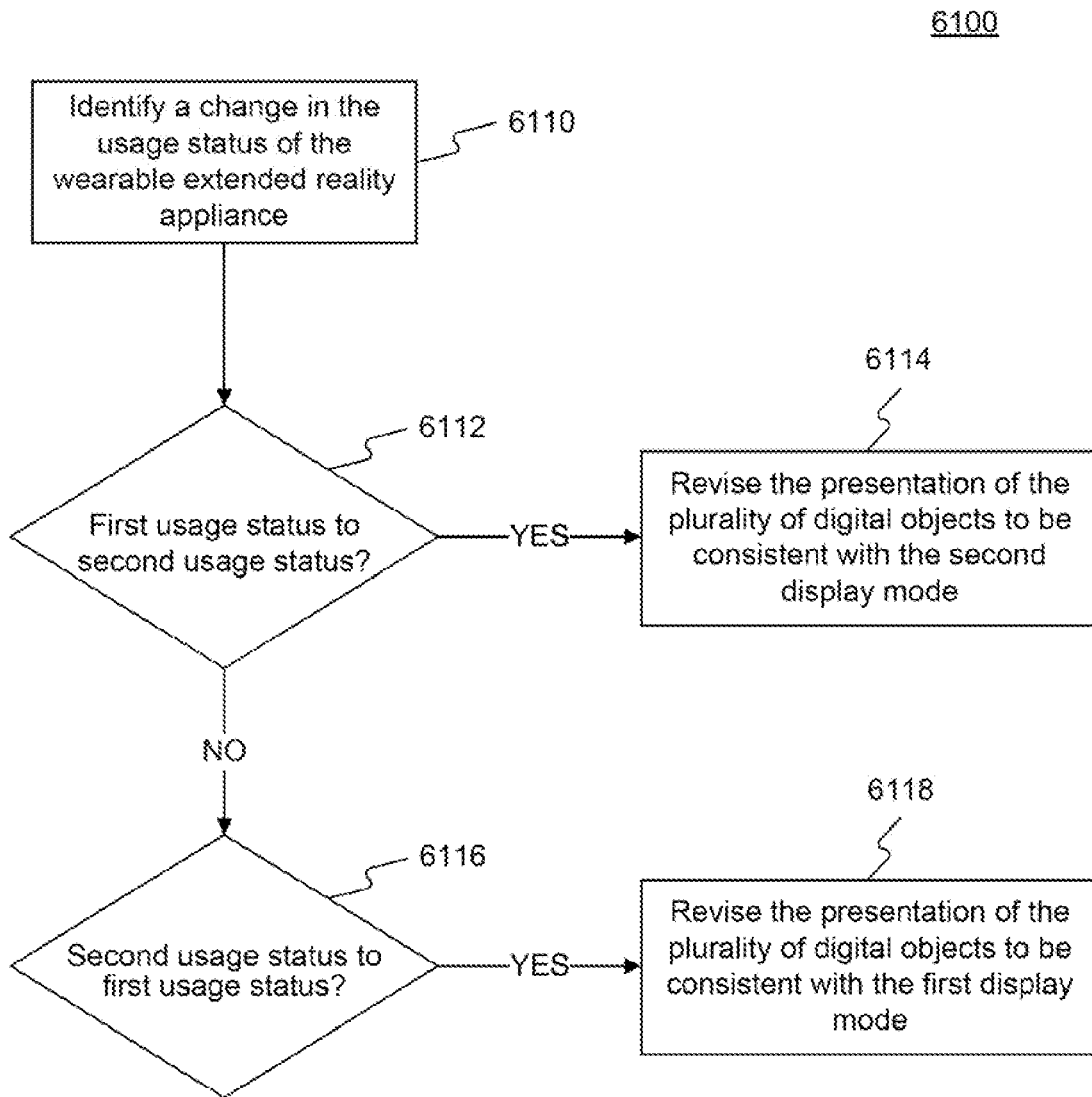 6100
Identify a change in the
usage status of the
wearable extended reality
appliance
6110
6112
First usage status to
second usage status?
YES
6114
Revise the presentation of the
plurality of digital objects to be
consistent with the second
display mode
NO
6116
Second usage status to
first usage status?
YES
6118
Revise the presentation of the
plurality of digital objects to be
consistent with the first display
mode